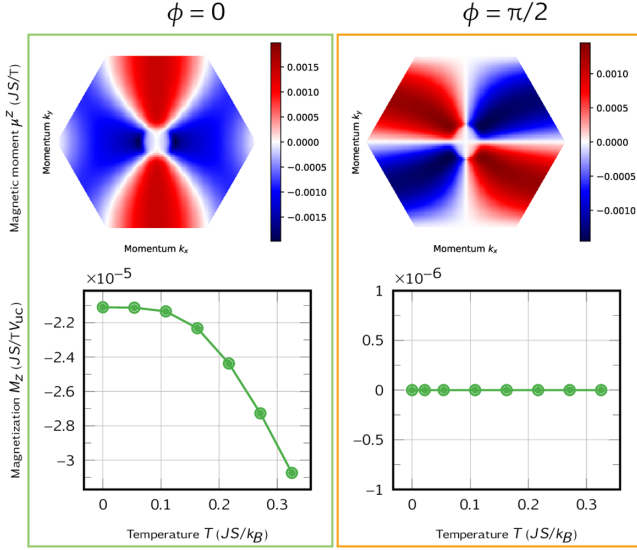 ϕ = 0
ϕ = π/2
Magnetic moment μᶻ (JS/τ)
Momentum k_y
Momentum k_x
0.0015
0.0010
0.0005
0.0000
−0.0005
−0.0010
−0.0015
Momentum k_y
Momentum k_x
0.0010
0.0005
0.0000
−0.0005
−0.0010
Magnetization M_z (JS/τV_uc)
×10⁻⁵
−2.2
−2.4
−2.6
−2.8
−3
0 0.1 0.2 0.3
Temperature T (JS/k_B)
×10⁻⁶
1
0.5
0
−0.5
−1
0 0.1 0.2 0.3
Temperature T (JS/k_B)